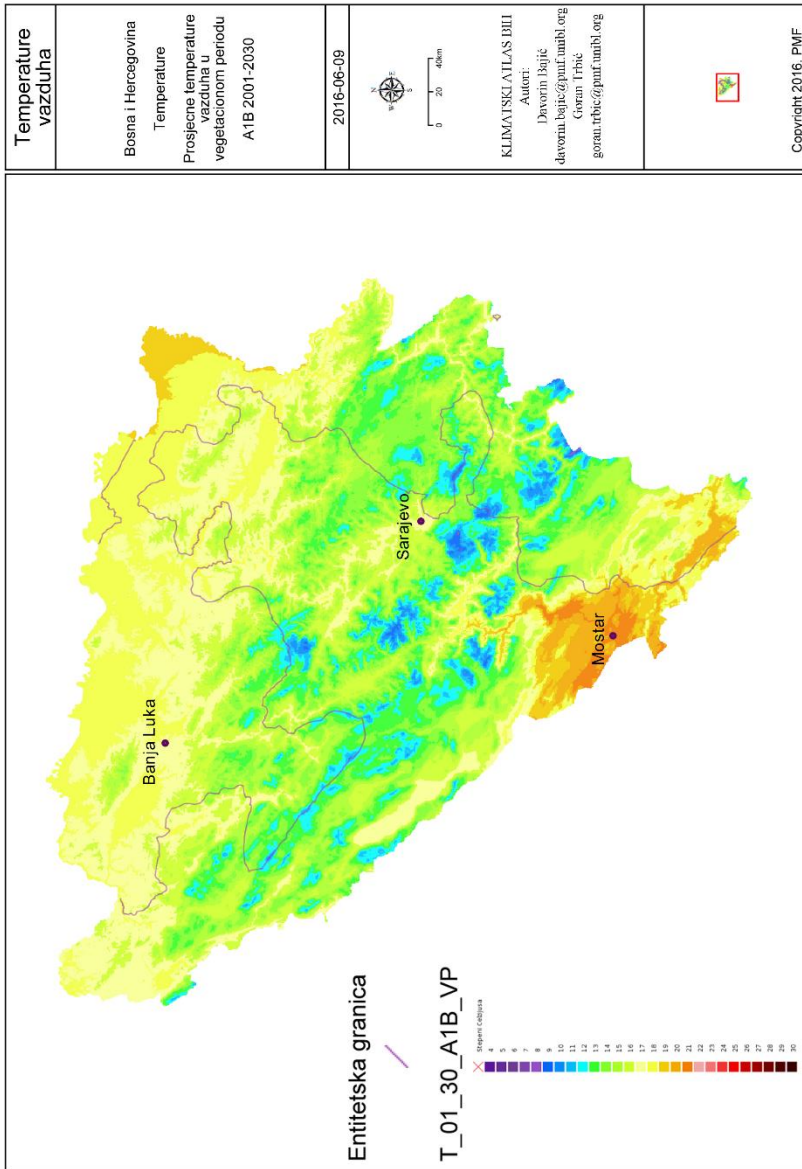 Temperature
vazduha
Bosna i Hercegovina
Temperature
Prosjecne temperature
vazduha u
vegetacionom periodu
A1B 2001-2030
2016-06-09
N
W
E
S
0
20
40km
KLIMATSKI ATLAS BIH
Autori:
Davorin Bajić
davorin.bajic@pmf.unibl.org
Goran Trbić
goran.trbic@pmf.unibl.org
Copyright 2016, PMF
Banja Luka
Sarajevo
Mostar
Entitetska granica
T_01_30_A1B_VP
Stepeni Celzijusa
4
5
6
7
8
9
10
11
12
13
14
15
16
17
18
19
20
21
22
23
24
25
26
27
28
29
30